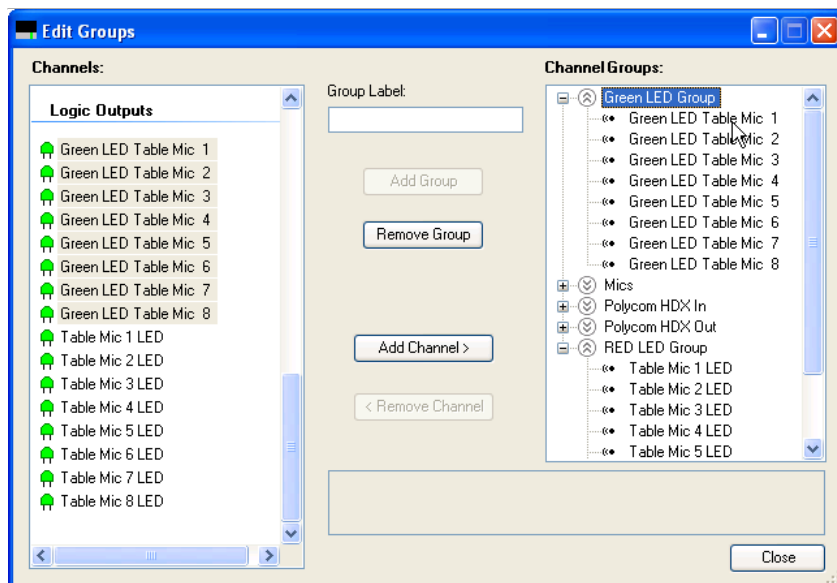 Edit Groups
Channels:
Logic Outputs
Green LED Table Mic 1
Green LED Table Mic 2
Green LED Table Mic 3
Green LED Table Mic 4
Green LED Table Mic 5
Green LED Table Mic 6
Green LED Table Mic 7
Green LED Table Mic 8
Table Mic 1 LED
Table Mic 2 LED
Table Mic 3 LED
Table Mic 4 LED
Table Mic 5 LED
Table Mic 6 LED
Table Mic 7 LED
Table Mic 8 LED
Group Label:
Add Group
Remove Group
Add Channel >
< Remove Channel
Channel Groups:
Green LED Group
Green LED Table Mic 1
Green LED Table Mic 2
Green LED Table Mic 3
Green LED Table Mic 4
Green LED Table Mic 5
Green LED Table Mic 6
Green LED Table Mic 7
Green LED Table Mic 8
Mics
Polycom HDX In
Polycom HDX Out
RED LED Group
Table Mic 1 LED
Table Mic 2 LED
Table Mic 3 LED
Table Mic 4 LED
Table Mic 5 LED
Close